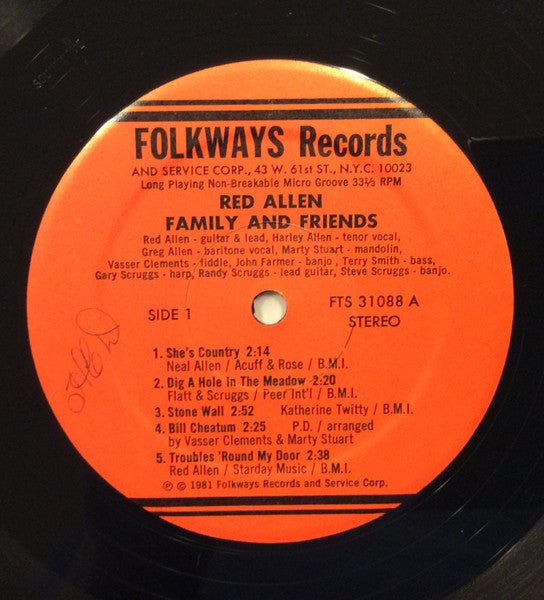 FOLKWAYS Records
AND SERVICE CORP., 43 W. 61st ST., N.Y.C. 10023
Long Playing Non-Breakable Micro Groove 33⅓ RPM
RED ALLEN
FAMILY AND FRIENDS
Red Allen - guitar & lead, Harley Allen - tenor vocal,
Greg Allen - baritone vocal, Marty Stuart - mandolin,
Vasser Clements - fiddle, John Farmer - banjo, Terry Smith - bass,
Gary Scruggs - harp, Randy Scruggs - lead guitar, Steve Scruggs - banjo.
SIDE 1
FTS 31088 A
STEREO
1. She's Country 2:14
Neal Allen / Acuff & Rose / B.M.I.
2. Dig A Hole In The Meadow 2:20
Flatt & Scruggs / Peer Int'l / B.M.I.
3. Stone Wall 2:52 Katherine Twitty / B.M.I.
4. Bill Cheatum 2:25 P.D. / arranged
by Vasser Clements & Marty Stuart
5. Troubles 'Round My Door 2:38
Red Allen / Starday Music / B.M.I.
℗ © 1981 Folkways Records and Service Corp.